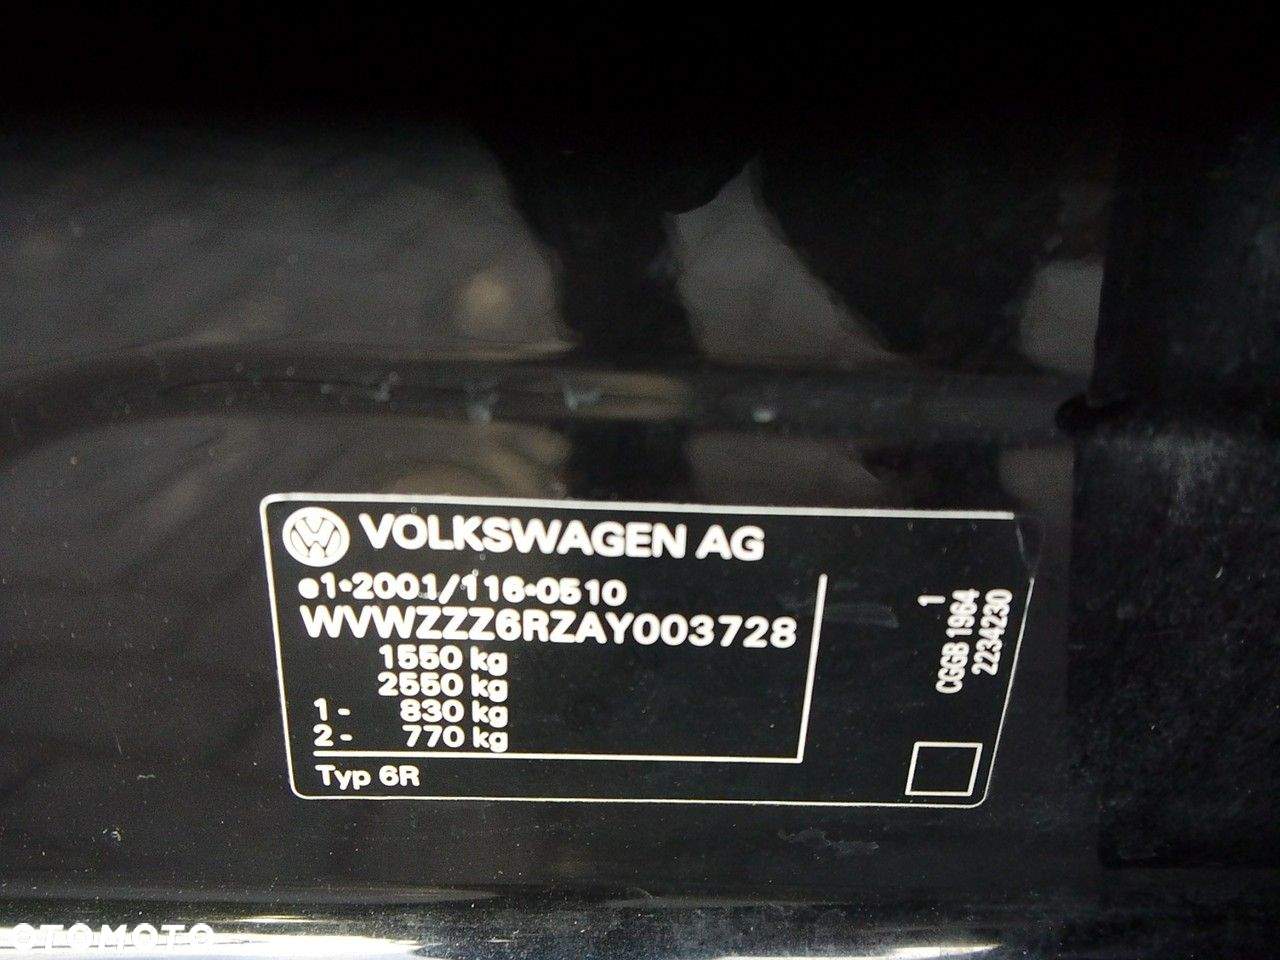 VOLKSWAGEN AG
e1*2001/116*0510
WVWZZZ6RZAY003728
1550 kg
2550 kg
1- 830 kg
2- 770 kg
Typ 6R
1
CGGB 1964
2234230
OTOMOTO